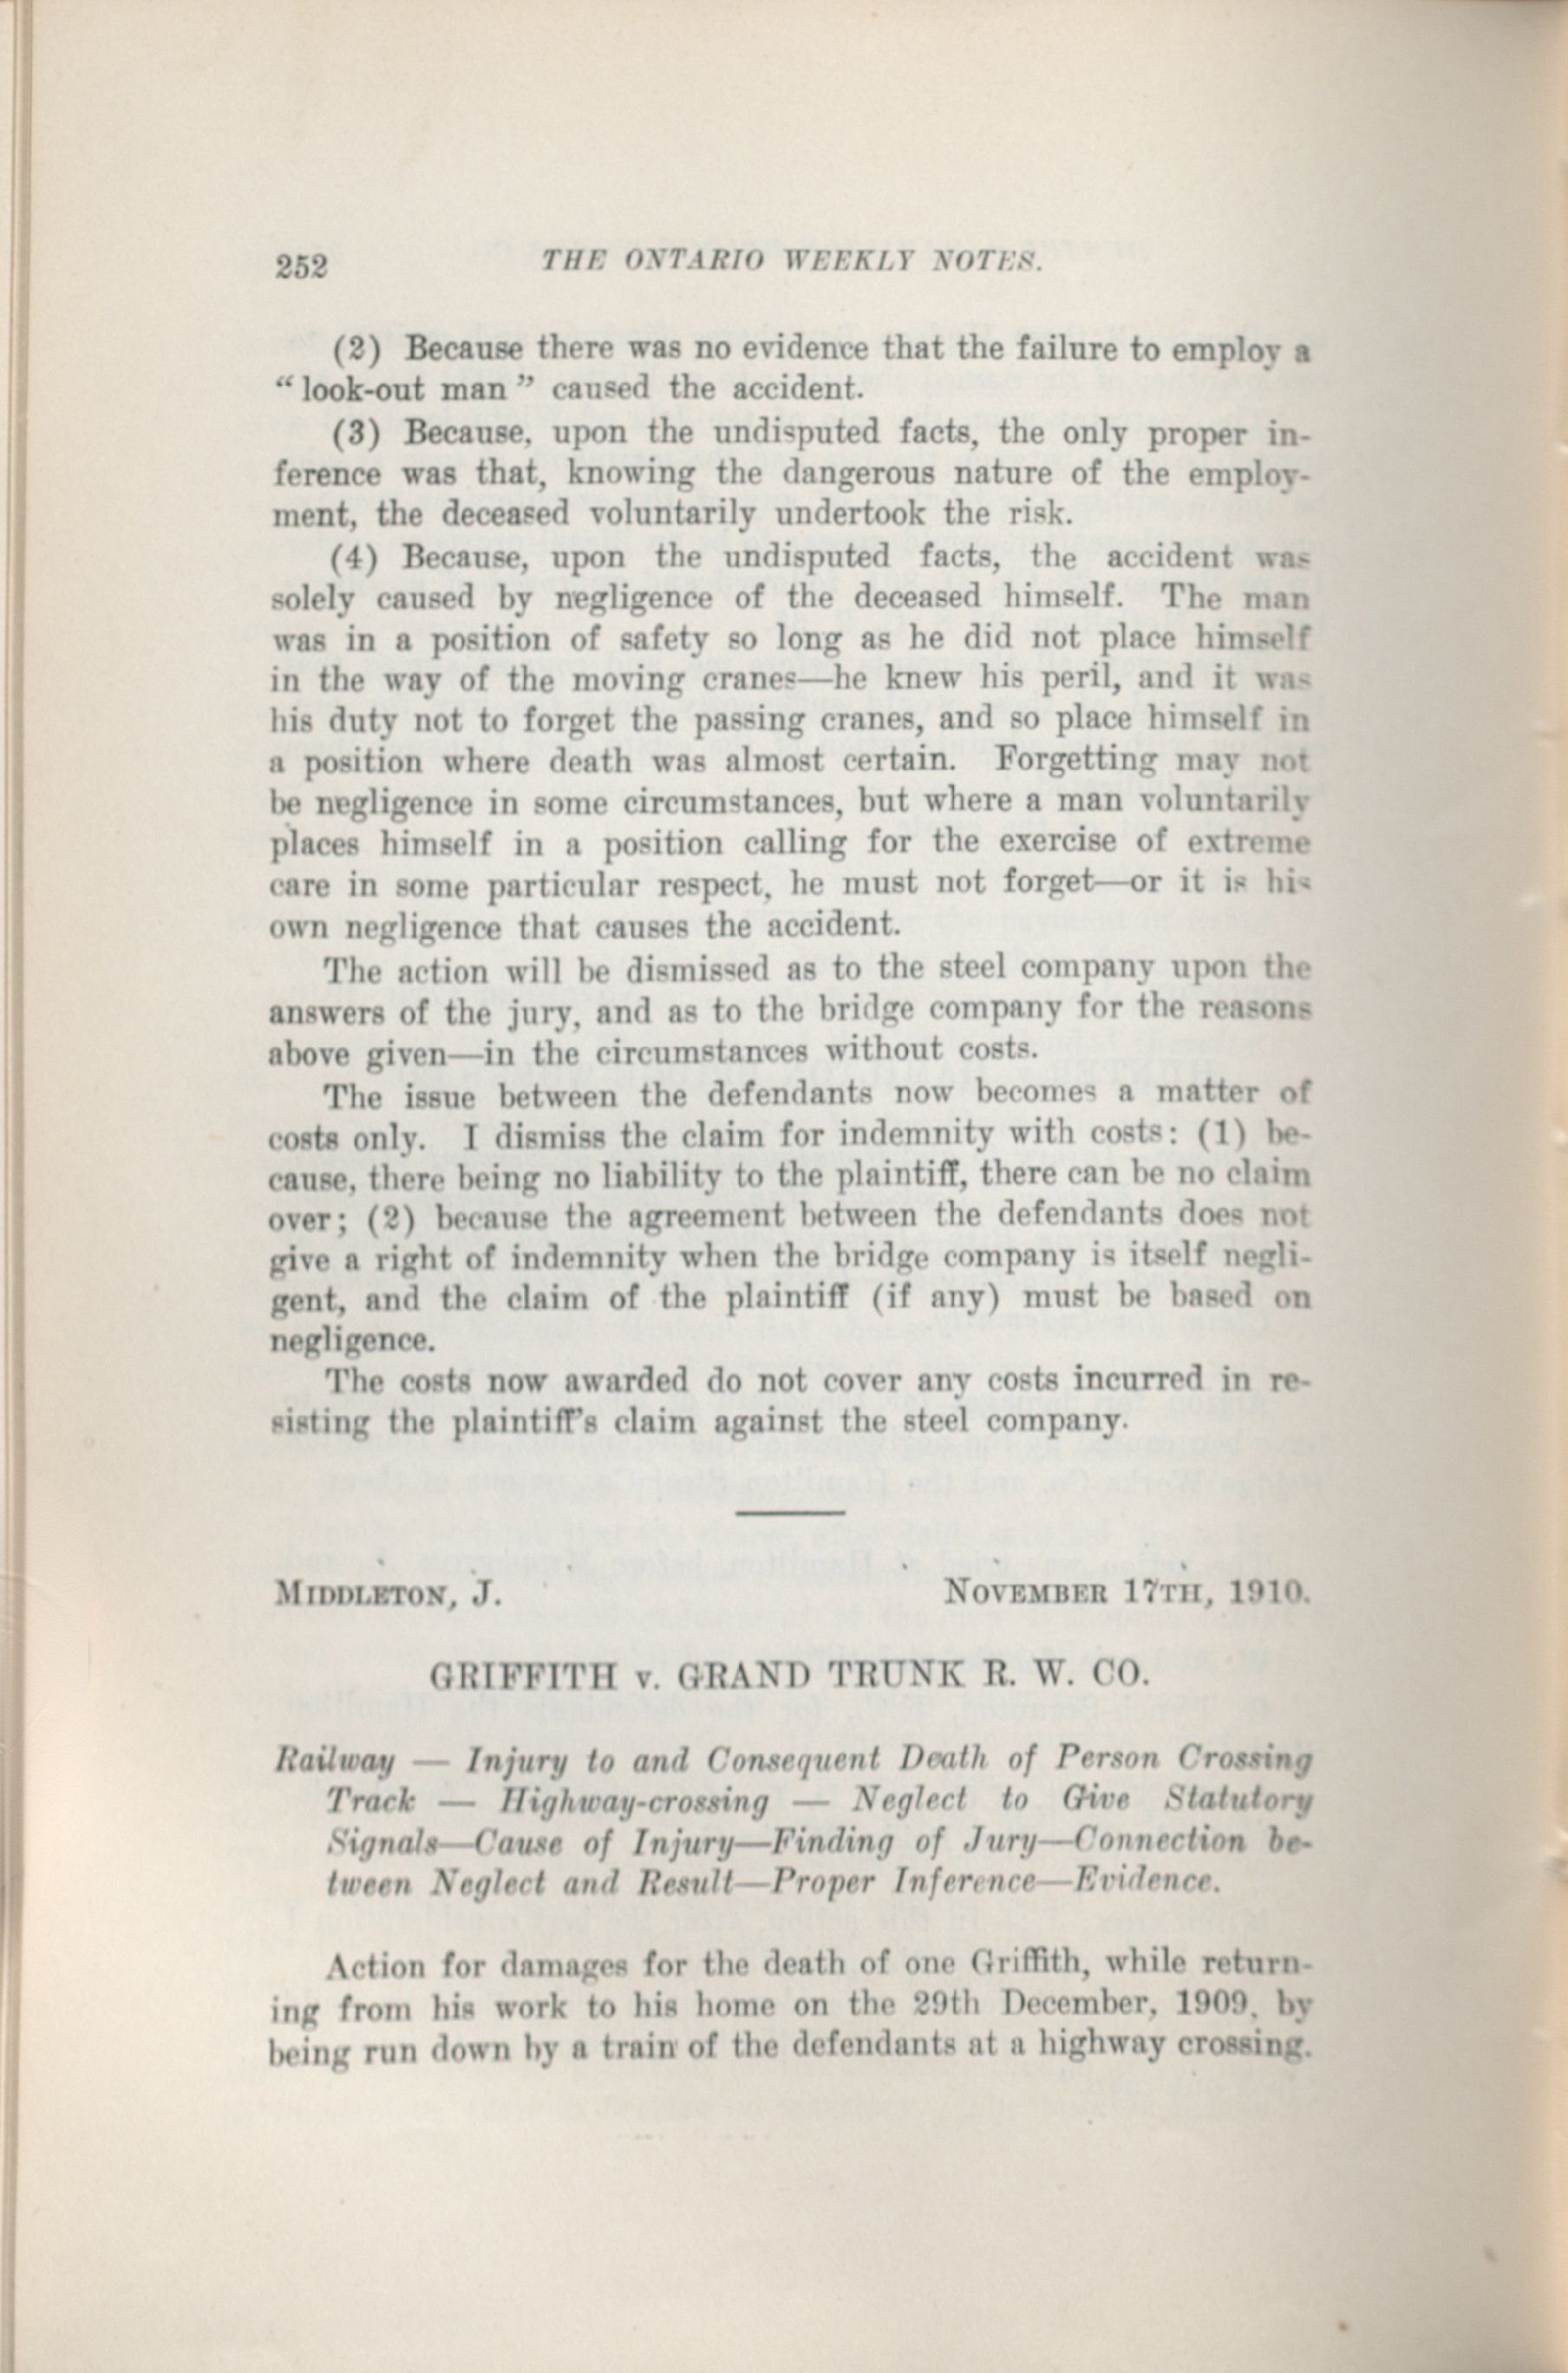 252 THE ONTARIO WEEKLY NOTES.
(2) Because there was no evidence that the failure to employ a
“look-out man” caused the accident.
(3) Because, upon the undisputed facts, the only proper in-
ference was that, knowing the dangerous nature of the employ-
ment, the deceased voluntarily undertook the risk.
(4) Because, upon the undisputed facts, the accident was
solely caused by negligence of the deceased himself. The man
was in a position of safety so long as he did not place himself
in the way of the moving cranes—he knew his peril, and it was
his duty not to forget the passing cranes, and so place himself in
a position where death was almost certain. Forgetting may not
be negligence in some circumstances, but where a man voluntarily
places himself in a position calling for the exercise of extreme
care in some particular respect, he must not forget—or it is his
own negligence that causes the accident.
The action will be dismissed as to the steel company upon the
answers of the jury, and as to the bridge company for the reasons
above given—in the circumstances without costs.
The issue between the defendants now becomes a matter of
costs only. I dismiss the claim for indemnity with costs: (1) be-
cause, there being no liability to the plaintiff, there can be no claim
over; (2) because the agreement between the defendants does not
give a right of indemnity when the bridge company is itself negli-
gent, and the claim of the plaintiff (if any) must be based on
negligence.
The costs now awarded do not cover any costs incurred in re-
sisting the plaintiff's claim against the steel company.
MIDDLETON, J. NOVEMBER 17TH, 1910.
GRIFFITH v. GRAND TRUNK R. W. CO.
Railway — Injury to and Consequent Death of Person Crossing
Track — Highway-crossing — Neglect to Give Statutory
Signals—Cause of Injury—Finding of Jury—Connection be-
tween Neglect and Result—Proper Inference—Evidence.
Action for damages for the death of one Griffith, while return-
ing from his work to his home on the 29th December, 1909, by
being run down by a train of the defendants at a highway crossing.